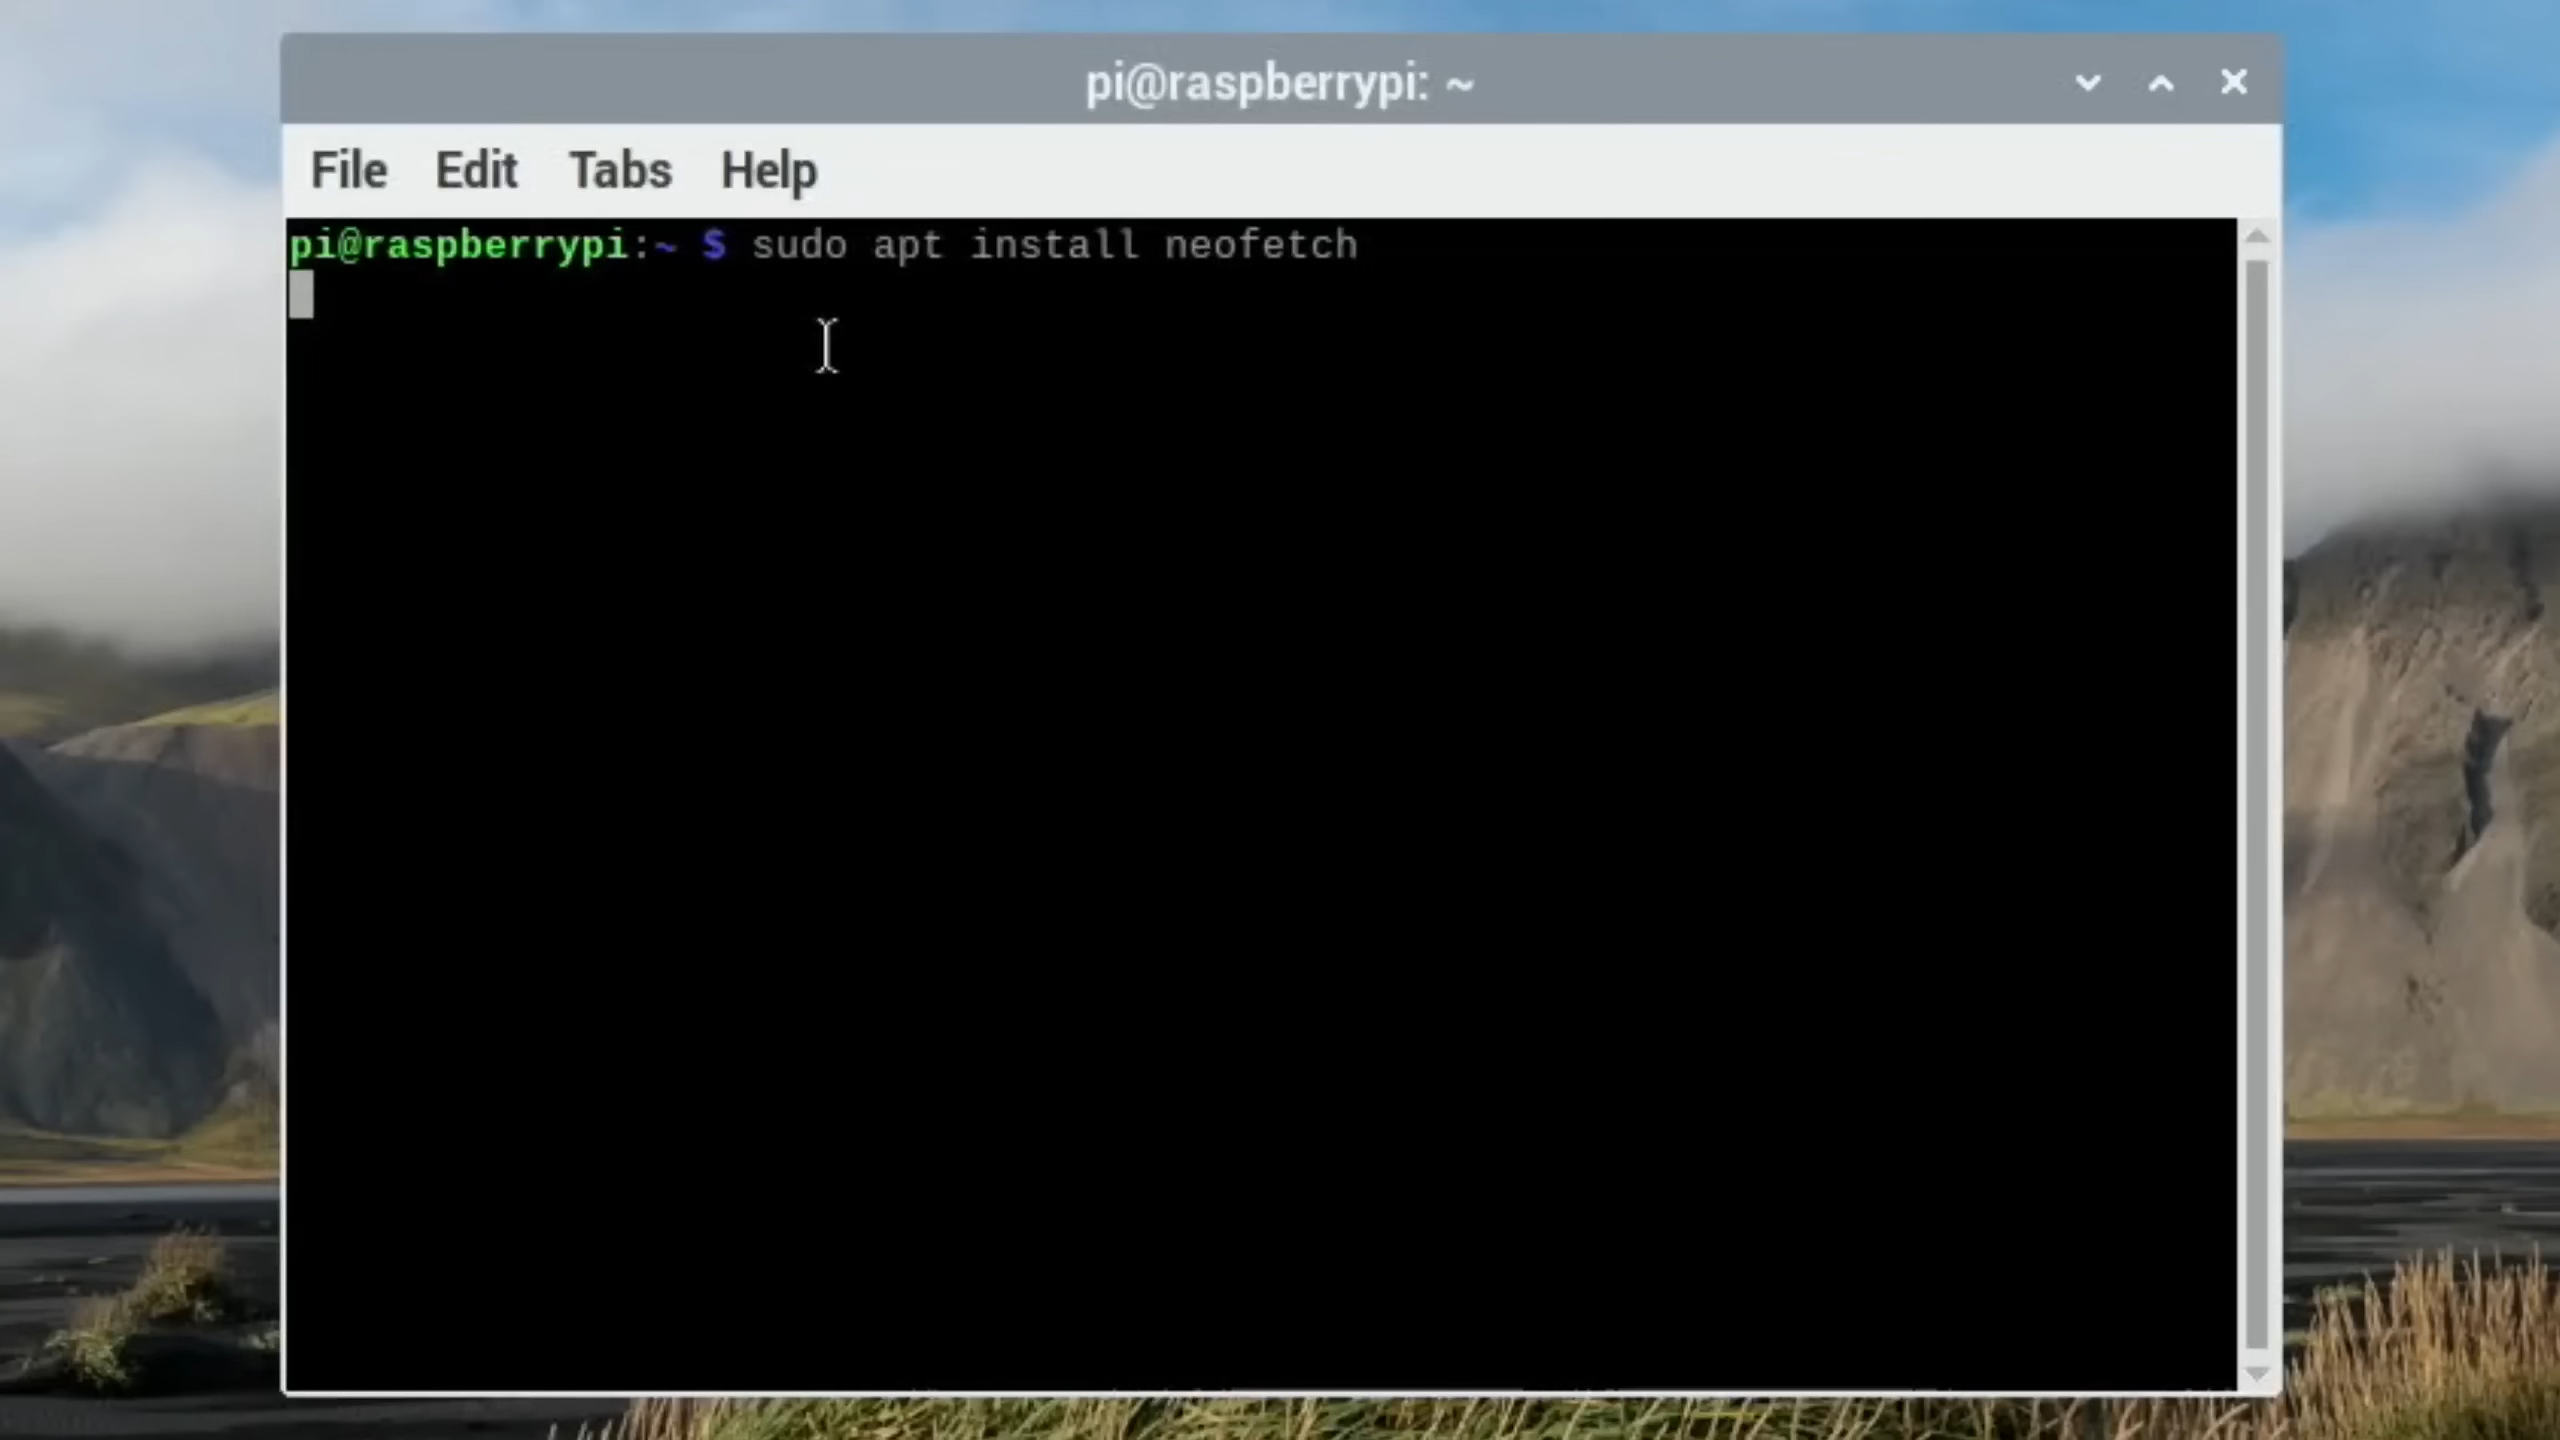 pi@raspberrypi: ~
File Edit Tabs Help
pi@raspberrypi:~ $ sudo apt install neofetch